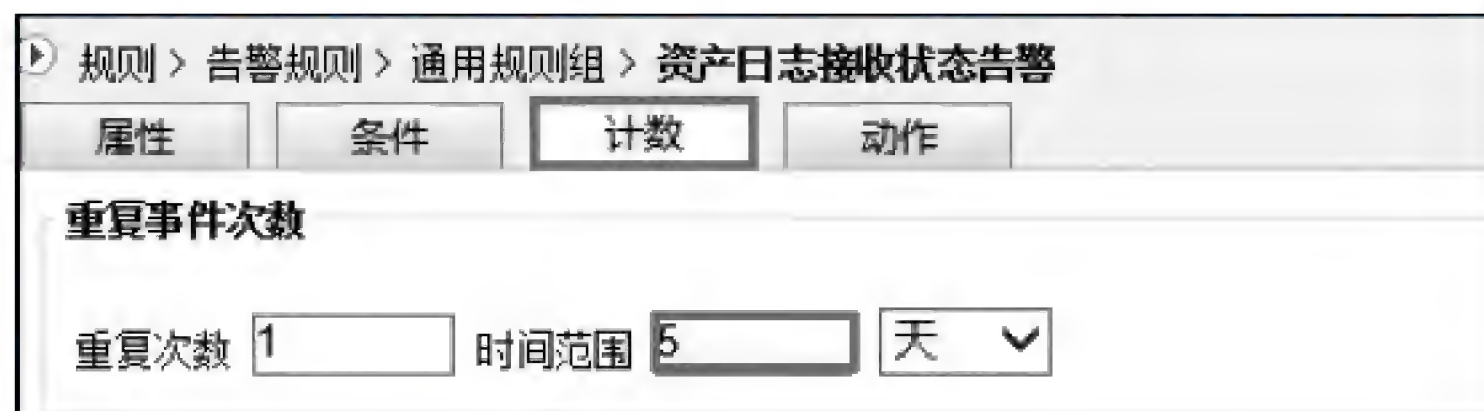 规则 > 告警规则 > 通用规则组 > 资产日志接收状态告警
属性 条件 计数 动作
重复事件次数
重复次数 1 时间范围 5 天